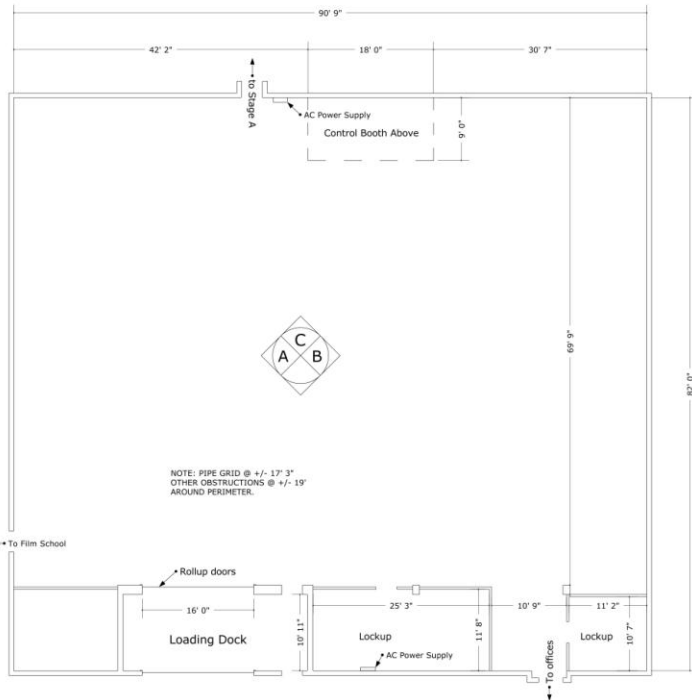 90' 9"
42' 2"
18' 0"
30' 7"
to Stage A
AC Power Supply
Control Booth Above
9' 0"
69' 9"
82' 0"
C
A B
NOTE: PIPE GRID @ +/- 17' 3"
OTHER OBSTRUCTIONS @ +/- 19'
AROUND PERIMETER.
To Film School
Rollup doors
16' 0"
Loading Dock
10' 11"
25' 3"
Lockup
11' 8"
AC Power Supply
10' 9"
11' 2"
Lockup
10' 7"
To offices